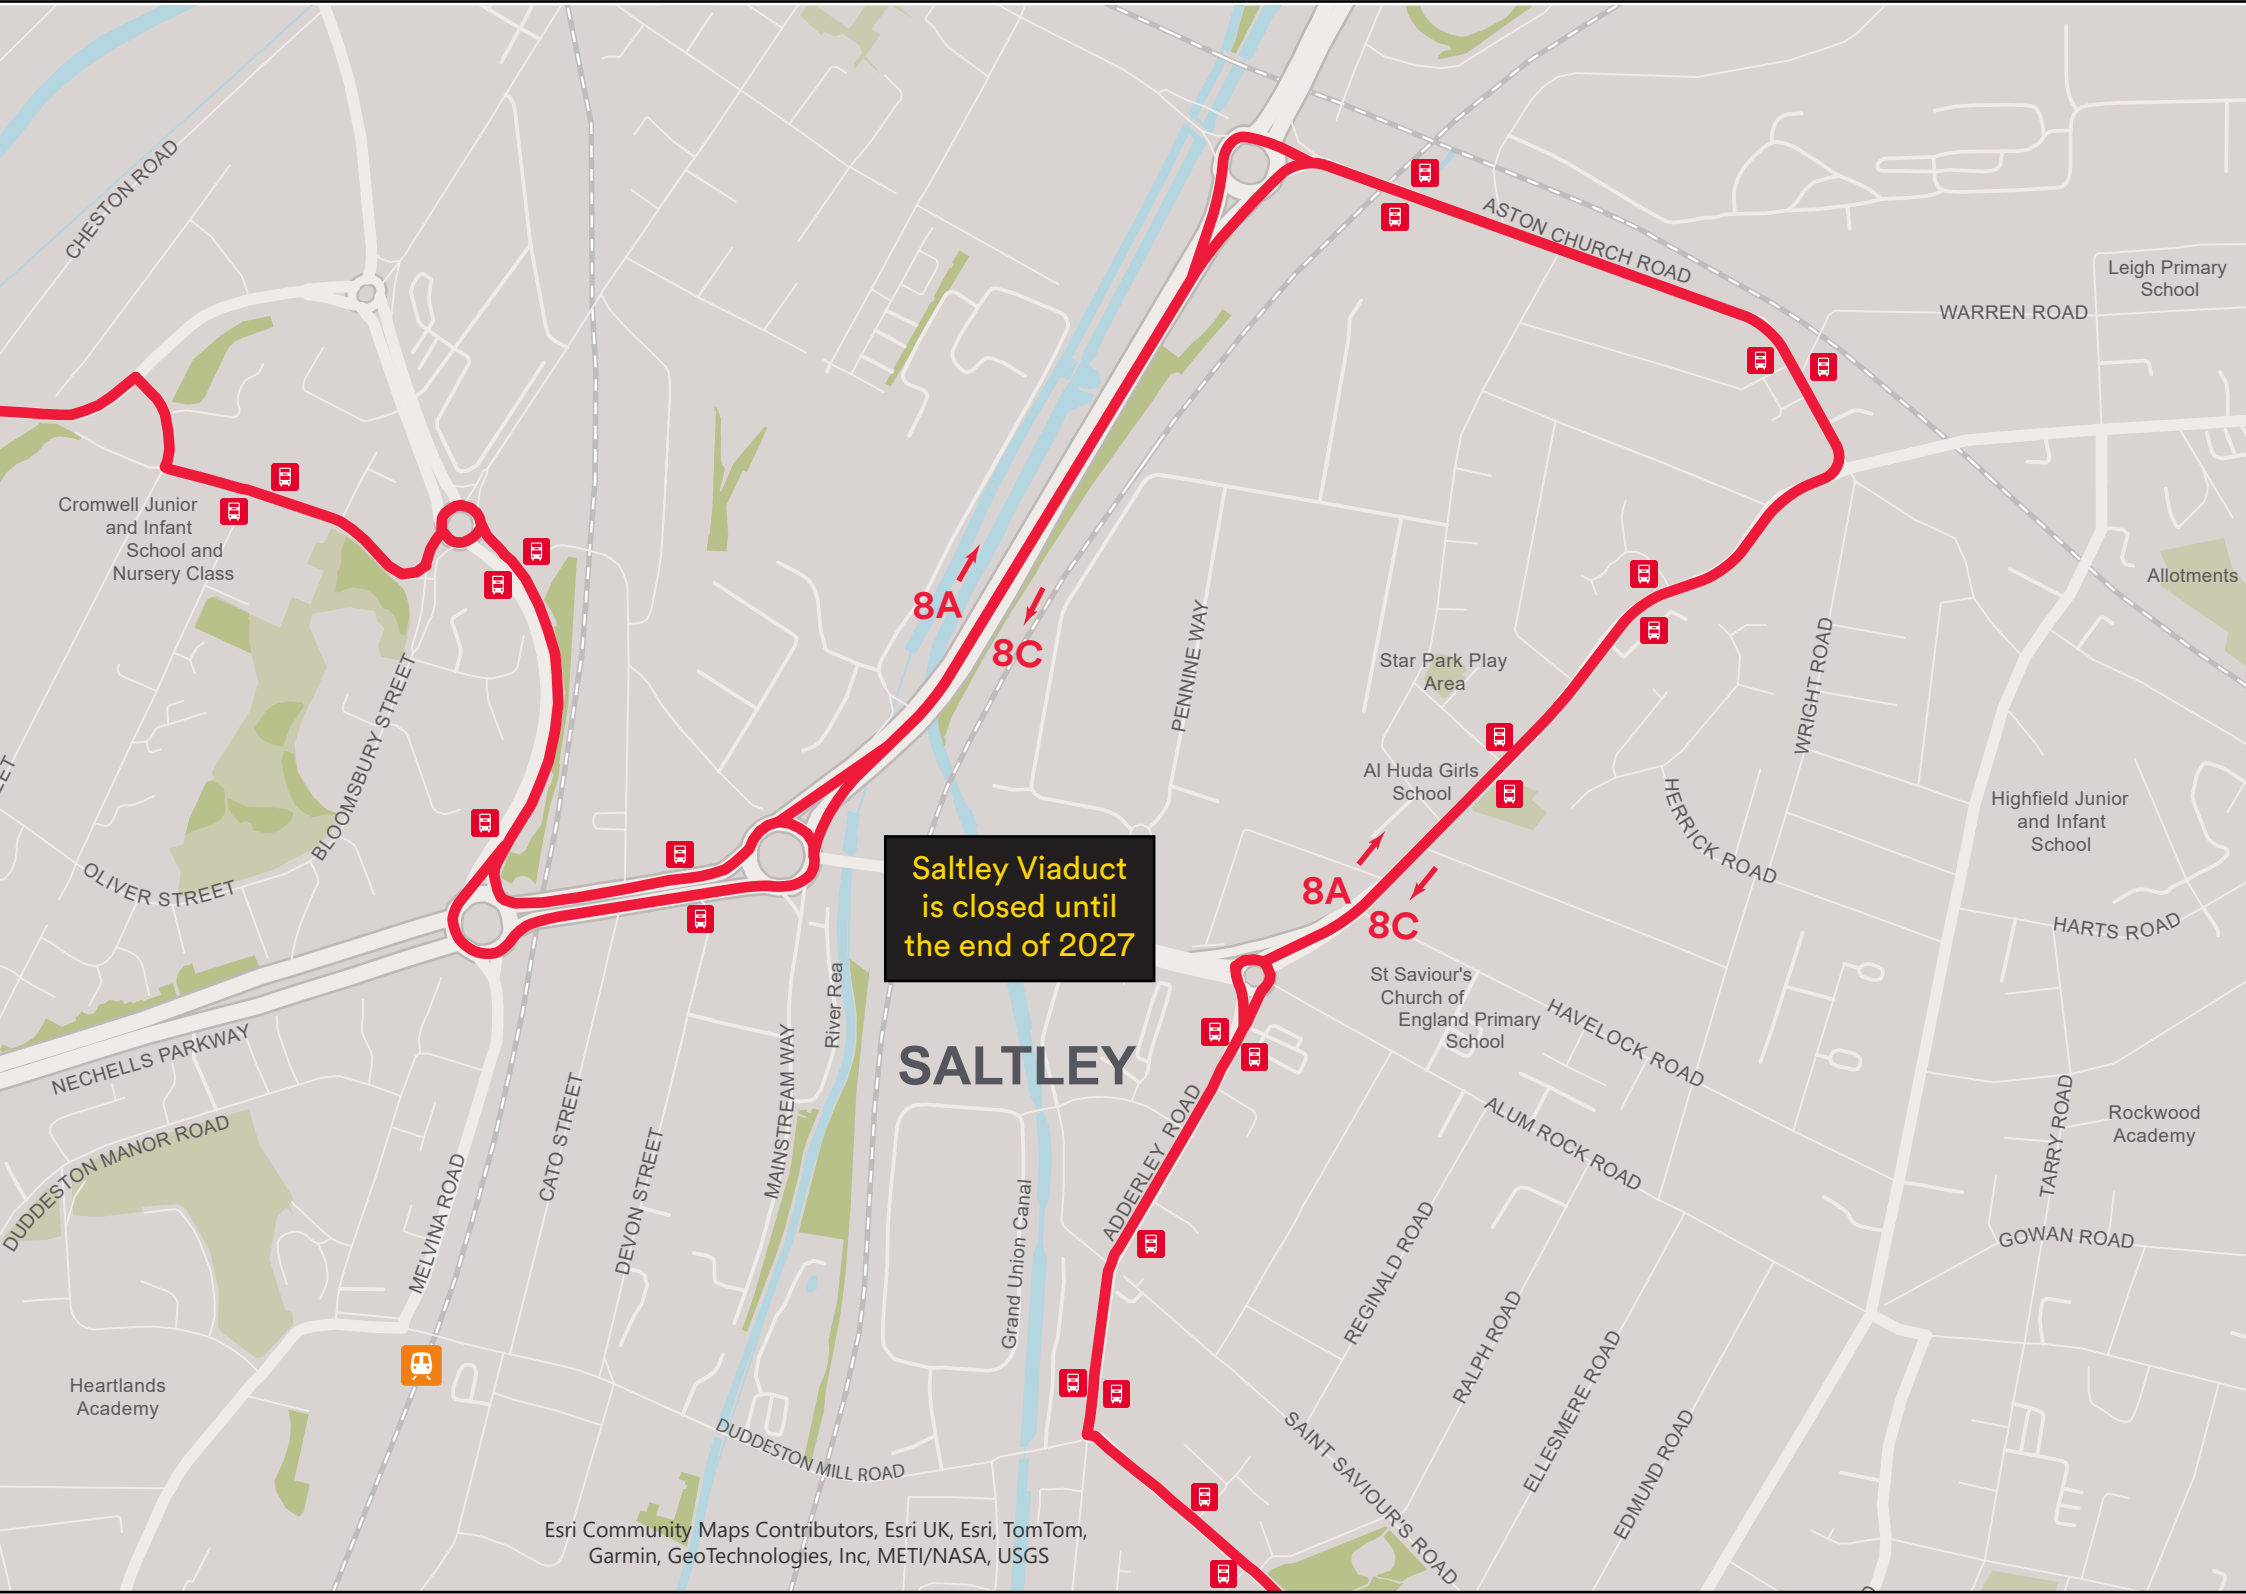 CHESTON ROAD
ASTON CHURCH ROAD
Leigh Primary
School
WARREN ROAD
Cromwell Junior
and Infant
School and
Nursery Class
Allotments
8A
8C
PENNINE WAY
Star Park Play
Area
WRIGHT ROAD
BLOOMSBURY STREET
Al Huda Girls
School
HERRICK ROAD
Highfield Junior
and Infant
School
OLIVER STREET
Saltley Viaduct
is closed until
the end of 2027
8A
8C
HARTS ROAD
St Saviour's
Church of
England Primary
School
HAVELOCK ROAD
River Rea
NECHELLS PARKWAY
SALTLEY
MAINSTREAM WAY
CATO STREET
DEVON STREET
ADDERLEY ROAD
ALUM ROCK ROAD
TARRY ROAD
Rockwood
Academy
DUDDESTON MANOR ROAD
MELVINA ROAD
Grand Union Canal
REGINALD ROAD
GOWAN ROAD
RALPH ROAD
ELLESMERE ROAD
EDMUND ROAD
Heartlands
Academy
DUDDESTON MILL ROAD
SAINT SAVIOUR'S ROAD
Esri Community Maps Contributors, Esri UK, Esri, TomTom,
Garmin, GeoTechnologies, Inc, METI/NASA, USGS